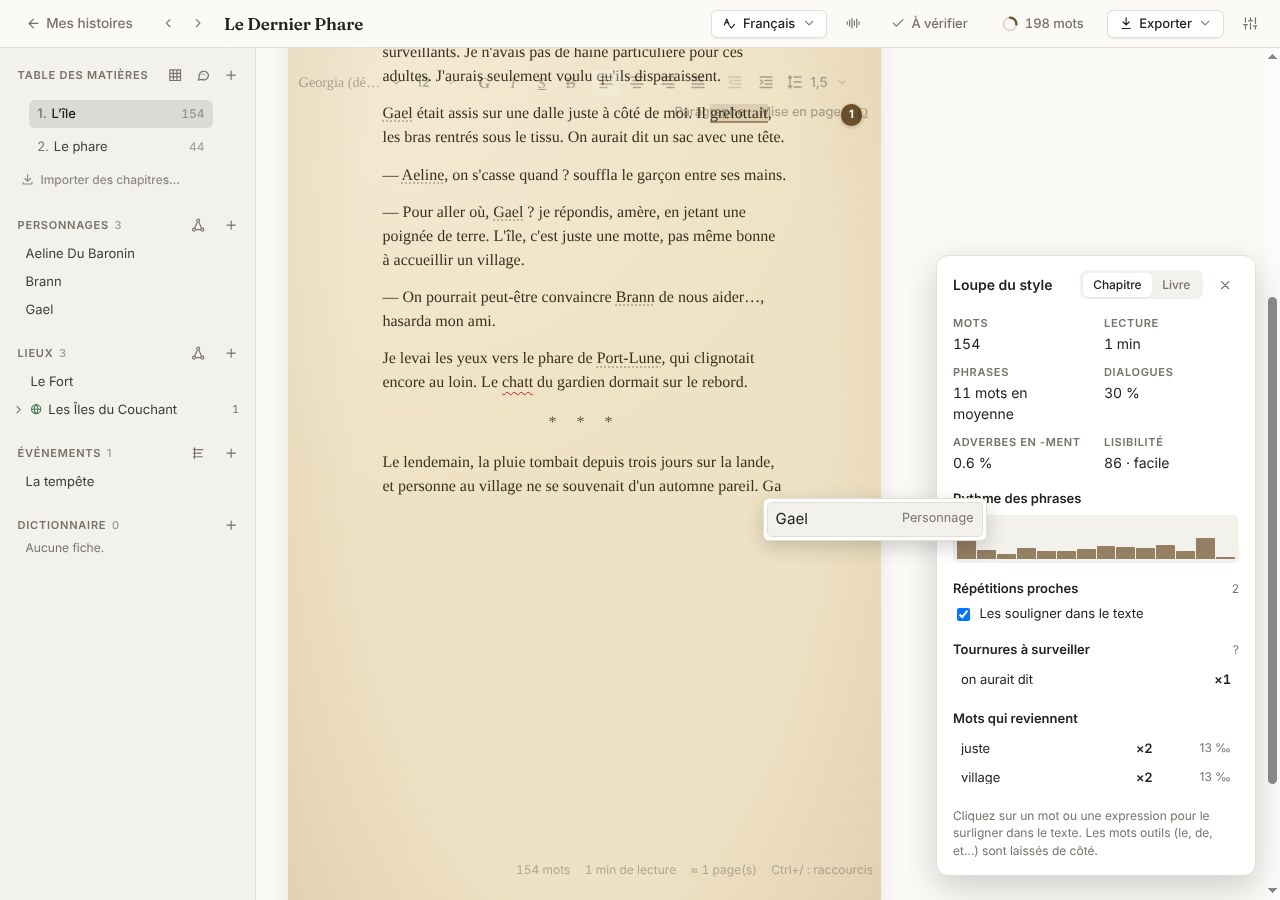 Mes histoires
Le Dernier Phare
Français
À vérifier
198 mots
Exporter
TABLE DES MATIÈRES
1. L'île 154
2. Le phare 44
Importer des chapitres...
PERSONNAGES 3
Aeline Du Baronin
Brann
Gael
LIEUX 3
Le Fort
Les Îles du Couchant 1
ÉVÉNEMENTS 1
La tempête
DICTIONNAIRE 0
Aucune fiche.
surveillants. Je n'avais pas de haine particulière pour ces
adultes. J'aurais seulement voulu qu'ils disparaissent.
Georgia (dé… 12 G I S B 1,5
Paragraphe Mise en page
Gael était assis sur une dalle juste à côté de moi. Il grelottait, 1
les bras rentrés sous le tissu. On aurait dit un sac avec une tête.
— Aeline, on s'casse quand ? souffla le garçon entre ses mains.
— Pour aller où, Gael ? je répondis, amère, en jetant une
poignée de terre. L'île, c'est juste une motte, pas même bonne
à accueillir un village.
— On pourrait peut-être convaincre Brann de nous aider…,
hasarda mon ami.
Je levai les yeux vers le phare de Port-Lune, qui clignotait
encore au loin. Le chatt du gardien dormait sur le rebord.
* * *
Le lendemain, la pluie tombait depuis trois jours sur la lande,
et personne au village ne se souvenait d'un automne pareil. Ga
Gael Personnage
154 mots 1 min de lecture ≈ 1 page(s) Ctrl+/ : raccourcis
Loupe du style Chapitre Livre
MOTS LECTURE
154 1 min
PHRASES DIALOGUES
11 mots en 30 %
moyenne
ADVERBES EN -MENT LISIBILITÉ
0.6 % 86 · facile
Rythme des phrases
Répétitions proches 2
Les souligner dans le texte
Tournures à surveiller ?
on aurait dit ×1
Mots qui reviennent
juste ×2 13 ‰
village ×2 13 ‰
Cliquez sur un mot ou une expression pour le
surligner dans le texte. Les mots outils (le, de,
et…) sont laissés de côté.